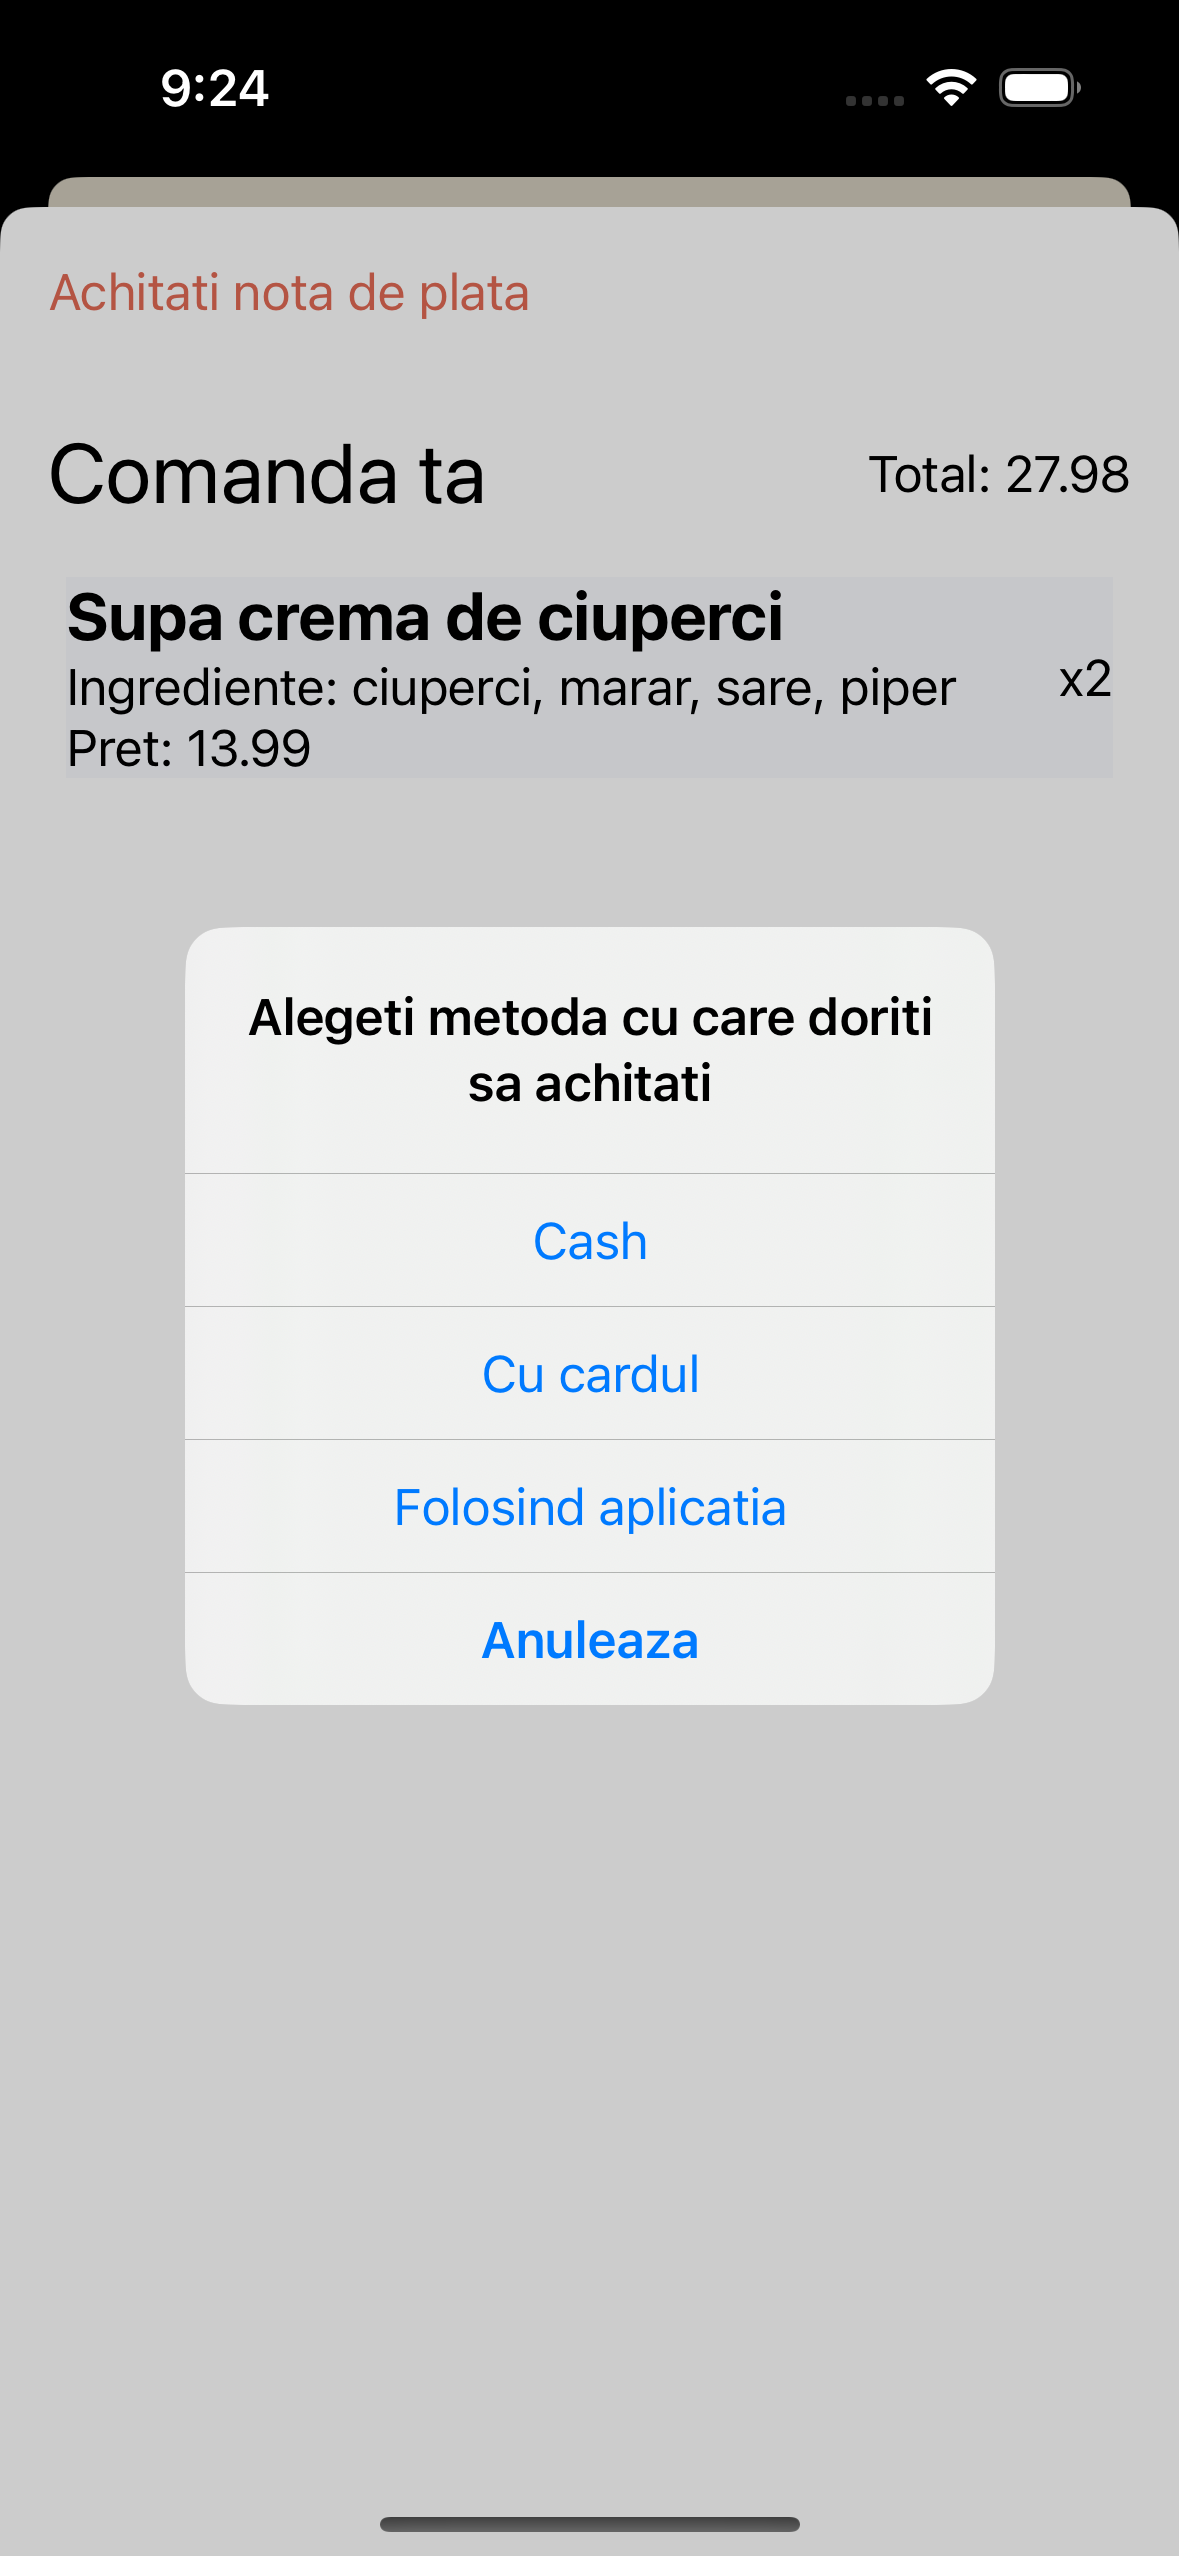 9:24
Achitati nota de plata
Comanda ta
Total: 27.98
Supa crema de ciuperci
Ingrediente: ciuperci, marar, sare, piper
x2
Pret: 13.99
Alegeti metoda cu care doriti
sa achitati
Cash
Cu cardul
Folosind aplicatia
Anuleaza